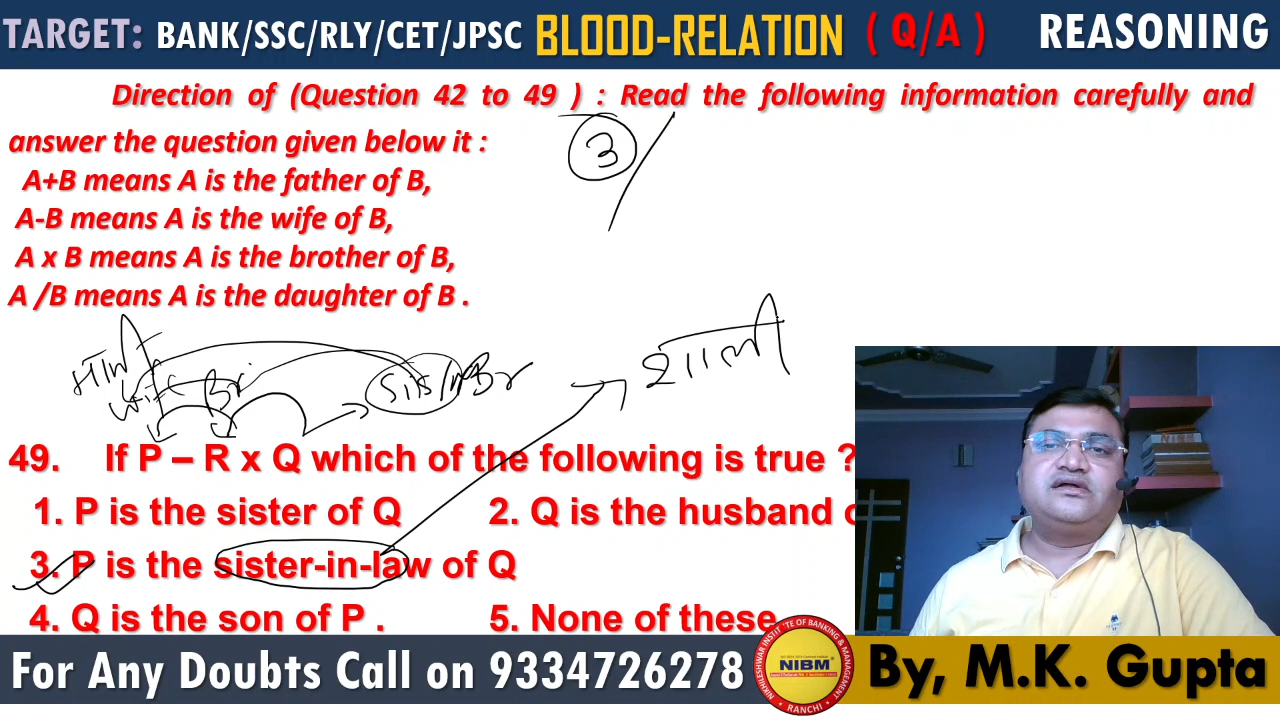 TARGET: BANK/SSC/RLY/CET/JPSC BLOOD-RELATION ( Q/A ) REASONING
Direction of (Question 42 to 49 ) : Read the following information carefully and
answer the question given below it :
3
A+B means A is the father of B,
A-B means A is the wife of B,
A x B means A is the brother of B,
A /B means A is the daughter of B .
wife Br Sis/Br
49. If P – R x Q which of the following is true ?
1. P is the sister of Q 2. Q is the husband
3. P is the sister-in-law of Q
4. Q is the son of P . 5. None of these
NIBM
RANCHI
For Any Doubts Call on 9334726278 By, M.K. Gupta